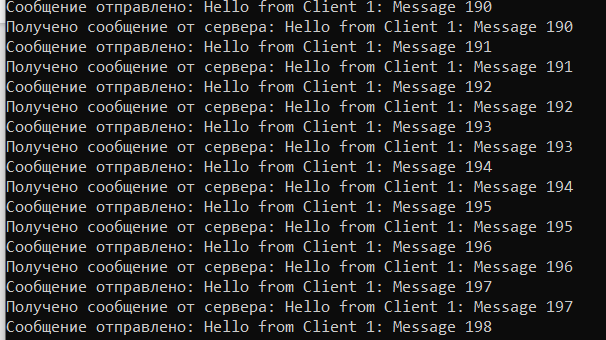 Сообщение отправлено: Hello from Client 1: Message 190
Получено сообщение от сервера: Hello from Client 1: Message 190
Сообщение отправлено: Hello from Client 1: Message 191
Получено сообщение от сервера: Hello from Client 1: Message 191
Сообщение отправлено: Hello from Client 1: Message 192
Получено сообщение от сервера: Hello from Client 1: Message 192
Сообщение отправлено: Hello from Client 1: Message 193
Получено сообщение от сервера: Hello from Client 1: Message 193
Сообщение отправлено: Hello from Client 1: Message 194
Получено сообщение от сервера: Hello from Client 1: Message 194
Сообщение отправлено: Hello from Client 1: Message 195
Получено сообщение от сервера: Hello from Client 1: Message 195
Сообщение отправлено: Hello from Client 1: Message 196
Получено сообщение от сервера: Hello from Client 1: Message 196
Сообщение отправлено: Hello from Client 1: Message 197
Получено сообщение от сервера: Hello from Client 1: Message 197
Сообщение отправлено: Hello from Client 1: Message 198